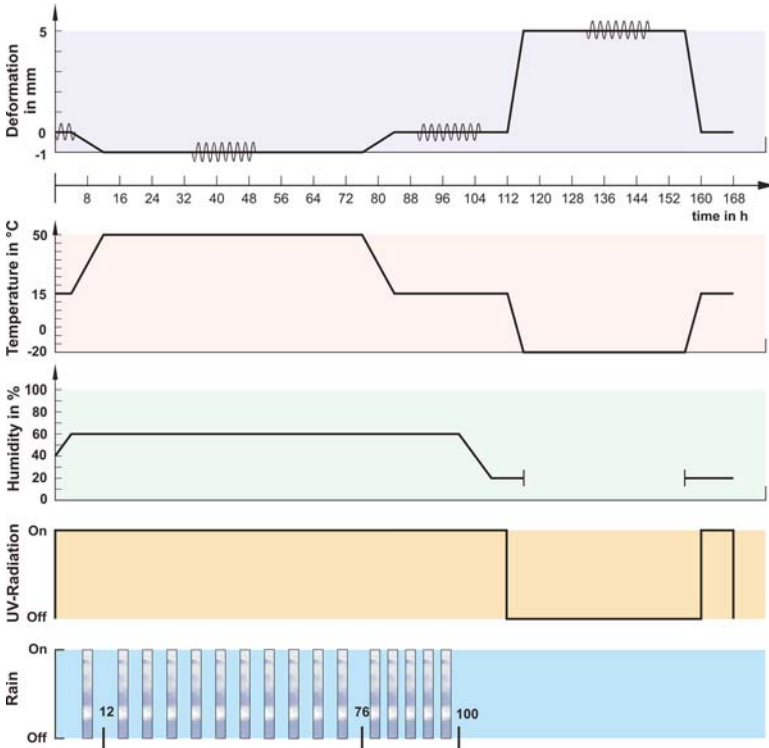 Deformation
in mm
5
0
-1
8 16 24 32 40 48 56 64 72 80 88 96 104 112 120 128 136 144 152 160 168
time in h
Temperature in °C
50
15
0
-20
Humidity in %
100
80
60
40
20
0
UV-Radiation
On
Off
Rain
On
Off
12
76
100